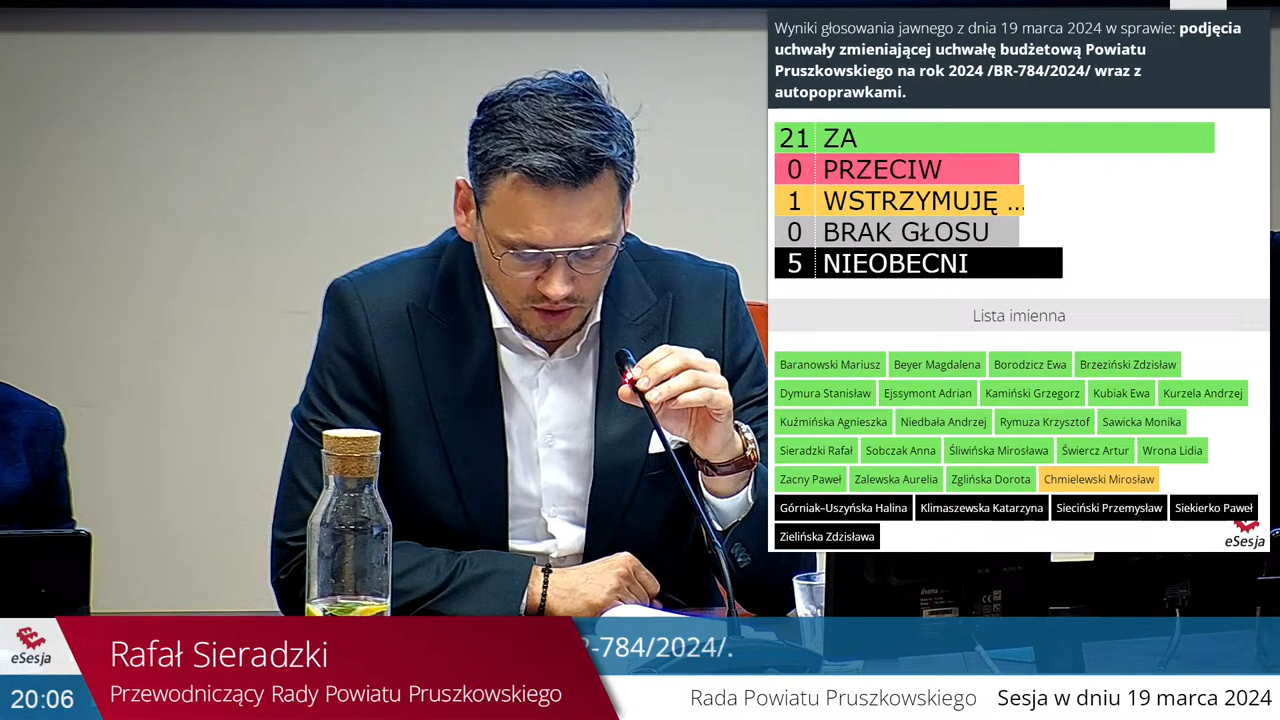 Wyniki głosowania jawnego z dnia 19 marca 2024 w sprawie: podjęcia
uchwały zmieniającej uchwałę budżetową Powiatu
Pruszkowskiego na rok 2024 /BR-784/2024/ wraz z
autopoprawkami.
21 ZA
0 PRZECIW
1 WSTRZYMUJĘ ...
0 BRAK GŁOSU
5 NIEOBECNI
Lista imienna
Baranowski Mariusz Beyer Magdalena Borodzicz Ewa Brzeziński Zdzisław
Dymura Stanisław Ejssymont Adrian Kamiński Grzegorz Kubiak Ewa Kurzela Andrzej
Kuźmińska Agnieszka Niedbała Andrzej Rymuza Krzysztof Sawicka Monika
Sieradzki Rafał Sobczak Anna Śliwińska Mirosława Świercz Artur Wrona Lidia
Zacny Paweł Zalewska Aurelia Zglińska Dorota Chmielewski Mirosław
Górniak–Uszyńska Halina Klimaszewska Katarzyna Sieciński Przemysław Siekierko Paweł
Zielińska Zdzisława
eSesja
-784/2024/.
eSesja
Rafał Sieradzki
Przewodniczący Rady Powiatu Pruszkowskiego
20:06
Rada Powiatu Pruszkowskiego Sesja w dniu 19 marca 2024